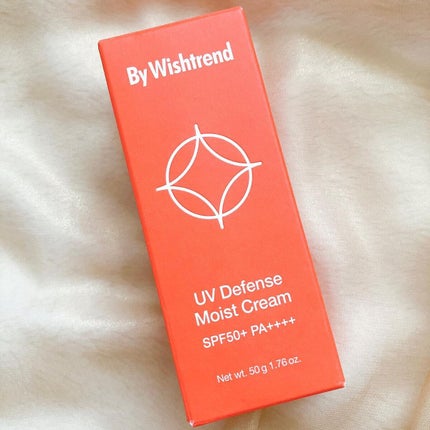 By Wishtrend
UV Defense
Moist Cream
SPF50+ PA++++
Net wt. 50 g 1.76 oz.